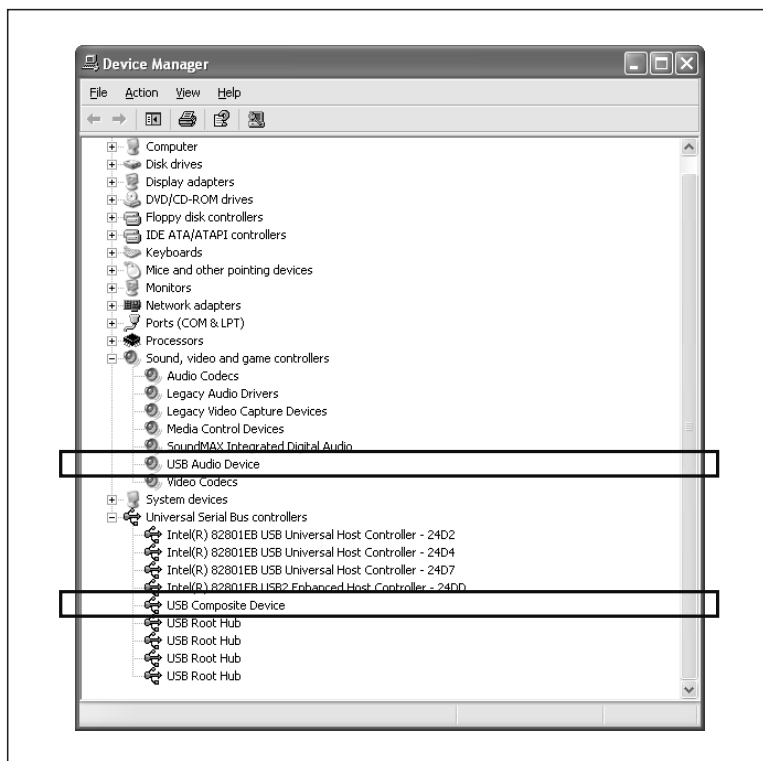 Device Manager
File Action View Help
Computer
Disk drives
Display adapters
DVD/CD-ROM drives
Floppy disk controllers
IDE ATA/ATAPI controllers
Keyboards
Mice and other pointing devices
Monitors
Network adapters
Ports (COM & LPT)
Processors
Sound, video and game controllers
Audio Codecs
Legacy Audio Drivers
Legacy Video Capture Devices
Media Control Devices
SoundMAX Integrated Digital Audio
USB Audio Device
Video Codecs
System devices
Universal Serial Bus controllers
Intel(R) 82801EB USB Universal Host Controller - 24D2
Intel(R) 82801EB USB Universal Host Controller - 24D4
Intel(R) 82801EB USB Universal Host Controller - 24D7
Intel(R) 82801EB USB2 Enhanced Host Controller - 24DD
USB Composite Device
USB Root Hub
USB Root Hub
USB Root Hub
USB Root Hub